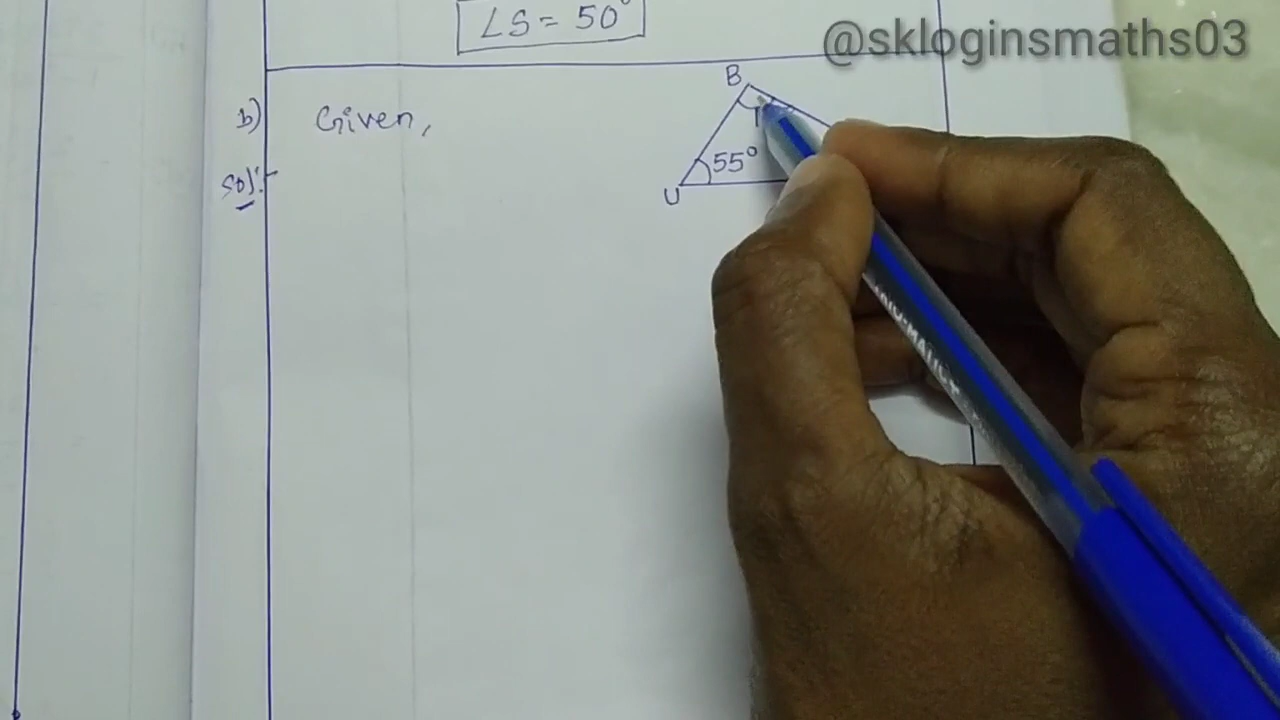 ∠S = 50°
@skloginsmaths03
B
b) Given,
55°
sol:-
U